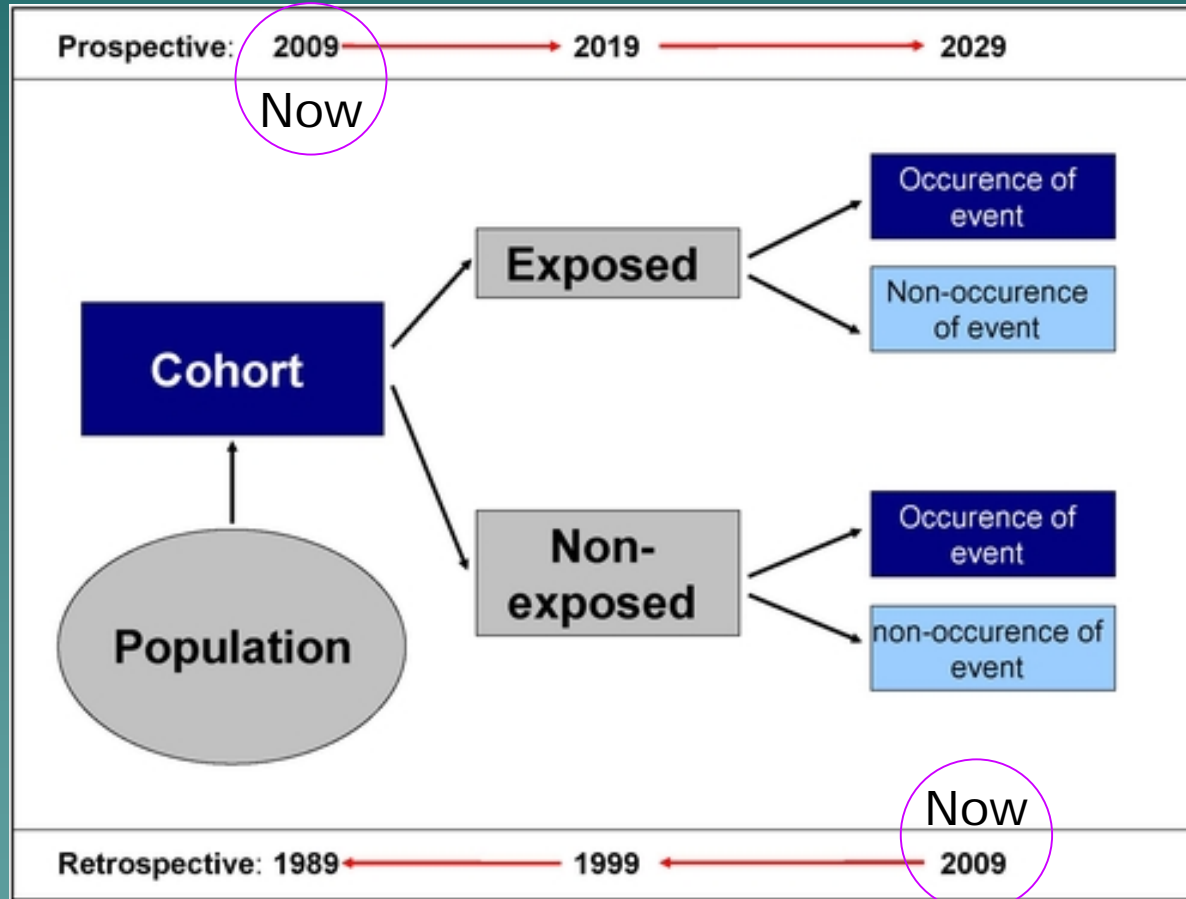 Prospective: 2009 2019 2029
Now
Occurence of
event
Exposed
Non-occurence
of event
Cohort
Occurence of
event
Non-
exposed
non-occurence of
event
Population
Now
Retrospective: 1989 1999 2009